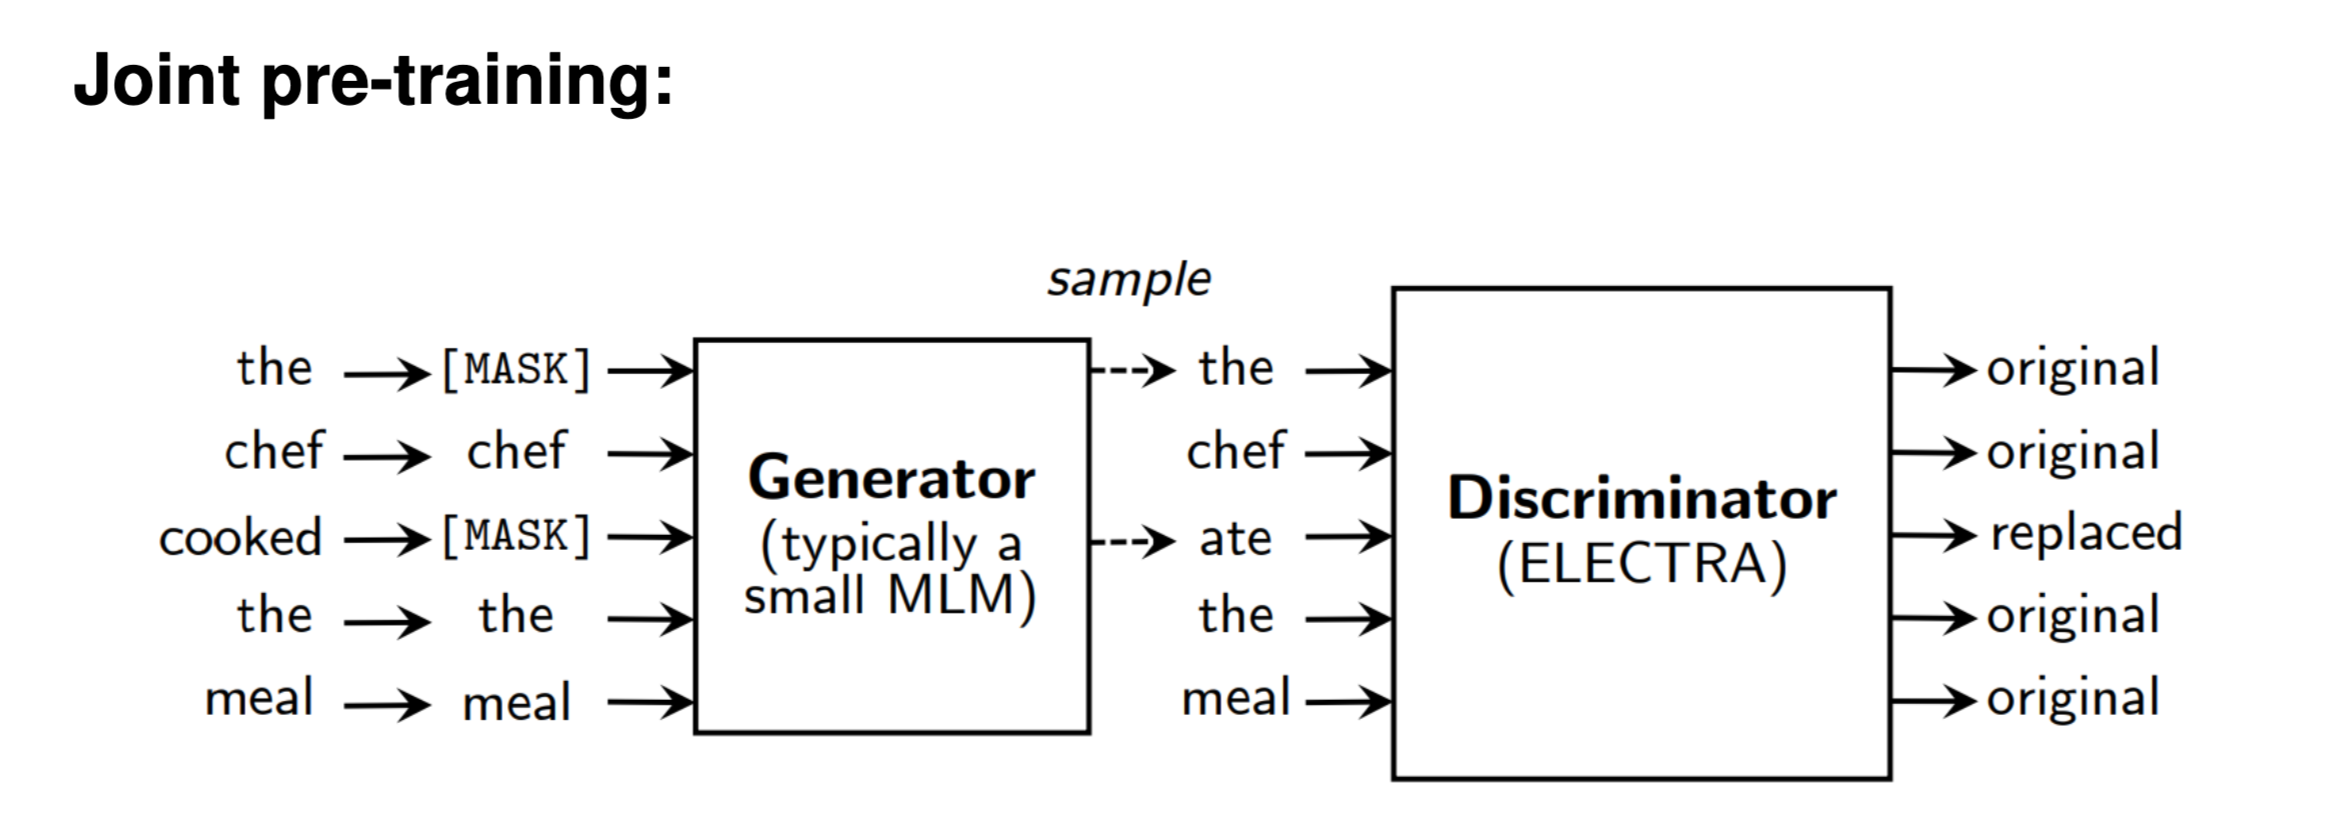 Joint pre-training:
sample
the [MASK] the original
chef chef chef original
Generator
(typically a
small MLM)
Discriminator
(ELECTRA)
cooked [MASK] ate replaced
the the the original
meal meal meal original